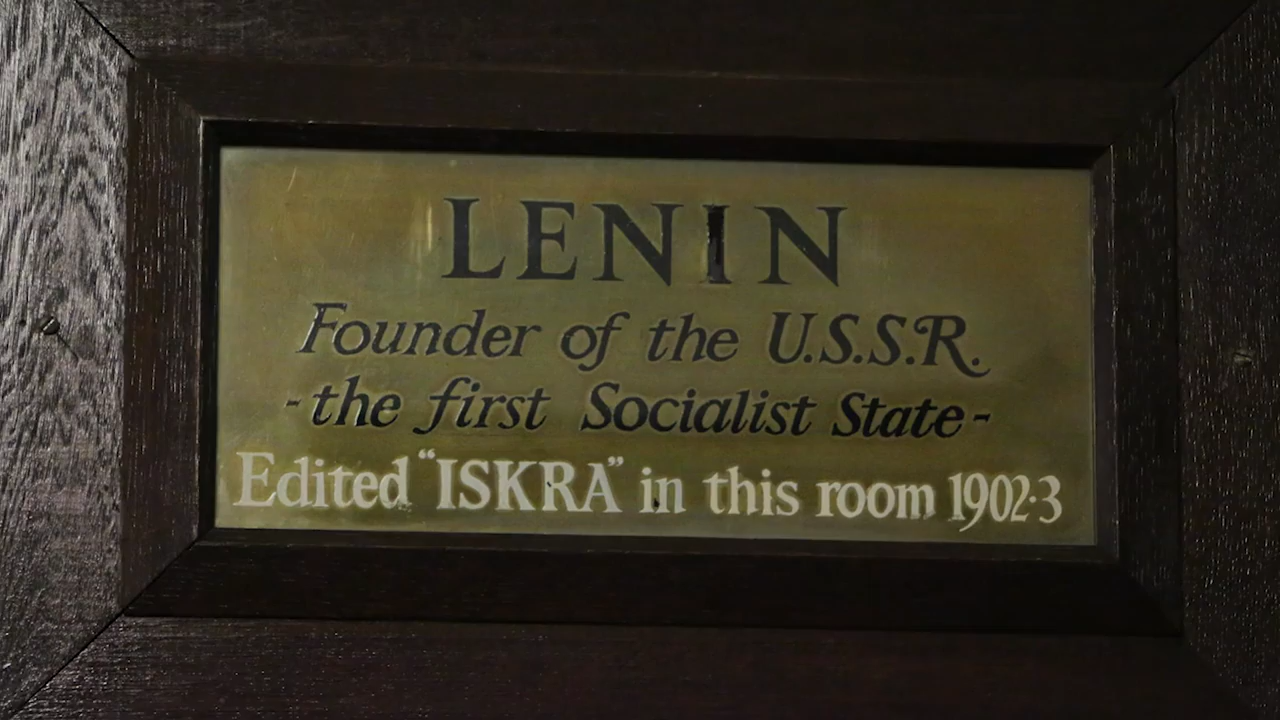 LENIN
Founder of the U.S.S.R.
-the first Socialist State-
Edited "ISKRA" in this room 1902·3